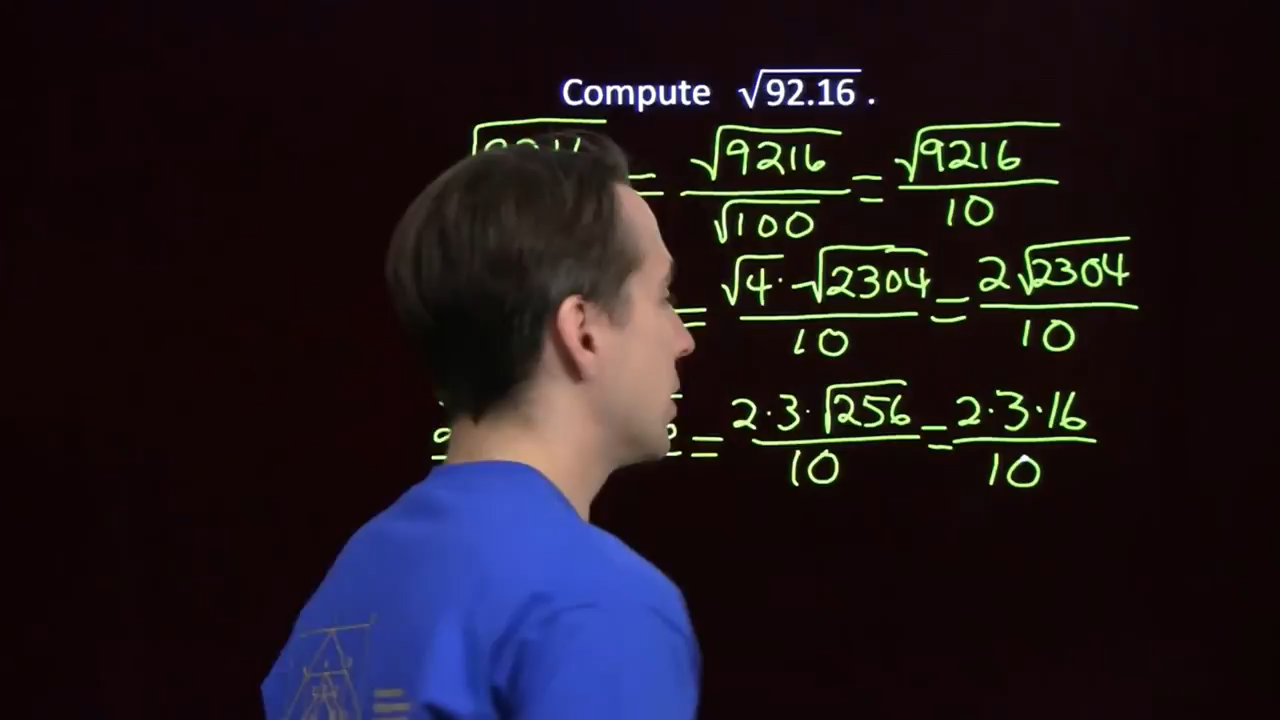 Compute √92.16 .
= √9216/√100 = √9216/10
= √4·√2304/10 = 2√2304/10
= 2·3·√256/10 = 2·3·16/10